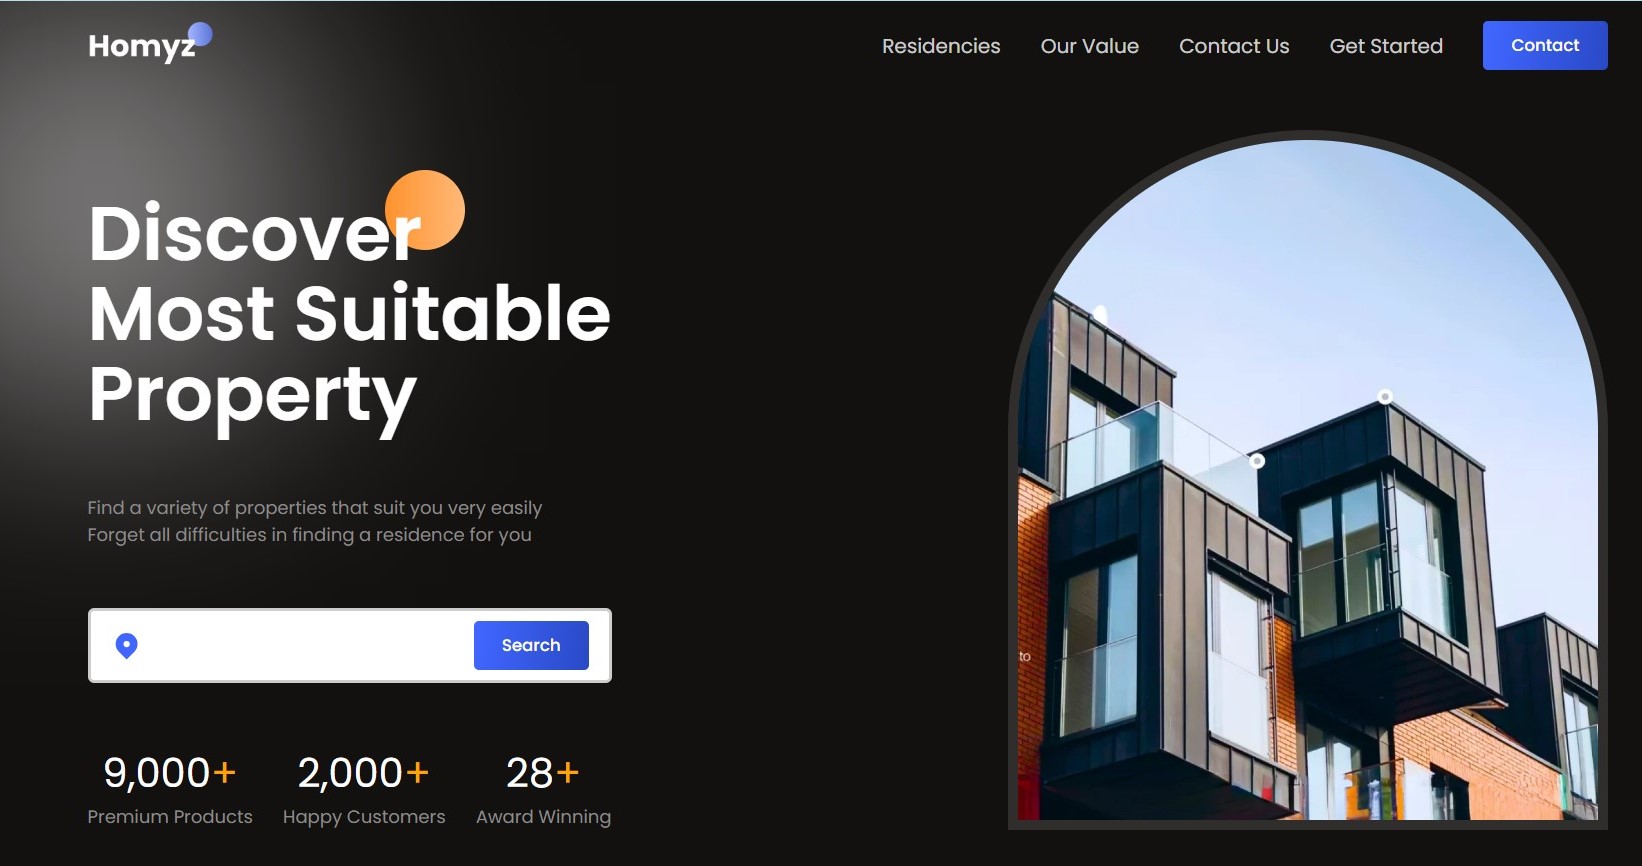 Homyz
Residencies
Our Value
Contact Us
Get Started
Contact
Discover
Most Suitable
Property
Find a variety of properties that suit you very easily
Forget all difficulties in finding a residence for you
Search
9,000+
2,000+
28+
Premium Products
Happy Customers
Award Winning
to